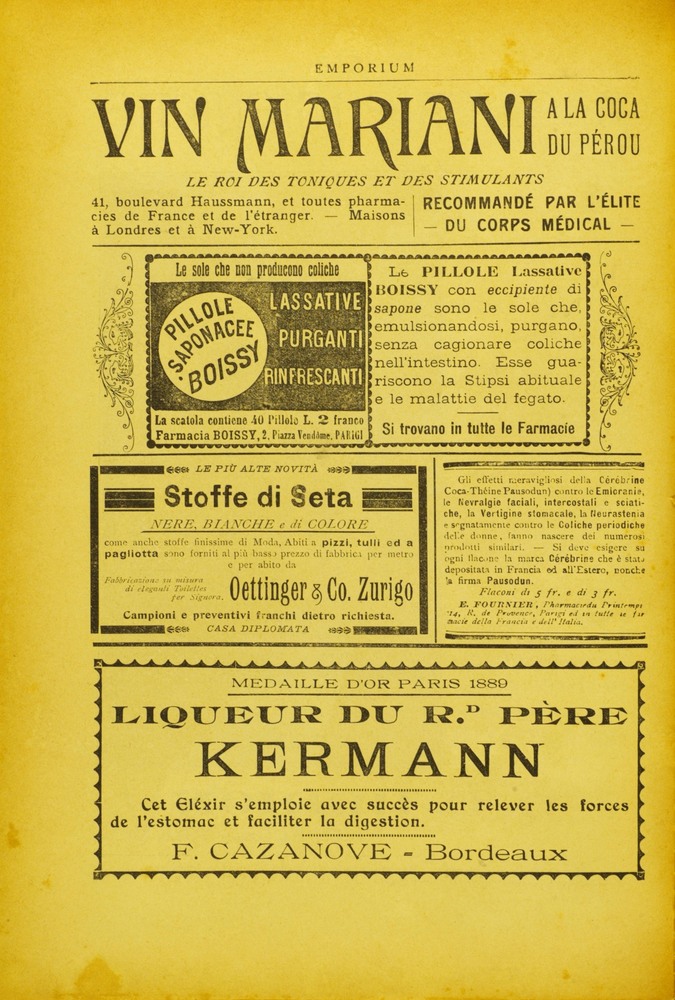 EMPORIUM
VIN MARIANI
A LA COCA
DU PÉROU
LE ROI DES TONIQUES ET DES STIMULANTS
41, boulevard Haussmann, et toutes pharma-
cies de France et de l'étranger. — Maisons
à Londres et à New-York.
RECOMMANDÉ PAR L'ÉLITE
— DU CORPS MÉDICAL —
Le sole che non producono coliche
PILLOLE
SAPONACEE
BOISSY
LASSATIVE
PURGANTI
RINFRESCANTI
La scatola contiene 40 Pillole L. 2 franco
Farmacia BOISSY, 2, Piazza Vendôme, PARIGI
Le PILLOLE Lassative
BOISSY con eccipiente di
sapone sono le sole che,
emulsionandosi, purgano,
senza cagionare coliche
nell'intestino. Esse gua-
riscono la Stipsi abituale
e le malattie del fegato.
Si trovano in tutte le Farmacie
LE PIÙ ALTE NOVITÀ
Stoffe di Seta
NERE, BIANCHE e di COLORE
come anche stoffe finissime di Moda, Abiti a pizzi, tulli ed a
pagliotta sono forniti al più basso prezzo di fabbrica per metro
e per abito da
Fabbricazione su misura
di eleganti Toilettes
per Signora.
Oettinger & Co. Zurigo
Campioni e preventivi franchi dietro richiesta.
CASA DIPLOMATA
Gli effetti meravigliosi della Cérébrine
Coca-Théine Pausodun) contro le Emicranie,
le Nevralgie faciali, intercostali e sciati-
che, la Vertigine stomacale, la Neurastenia
e segnatamente contro le Coliche periodiche
delle donne, fanno nascere dei numerosi
prodotti similari. — Si deve esigere su
ogni flacone la marca Cérébrine che è stata
depositata in Francia ed all'Estero, nonche
la firma Pausodun.
Flaconi di 5 fr. e di 3 fr.
E. FOURNIER, Pharmacie du Printemps
114, R. de Provence, Parigi ed in tutte le far
macie della Francia e dell'Italia.
MEDAILLE D'OR PARIS 1889
LIQUEUR DU R.D PÈRE
KERMANN
Cet Eléxir s'emploie avec succès pour relever les forces
de l'estomac et faciliter la digestion.
F. CAZANOVE - Bordeaux